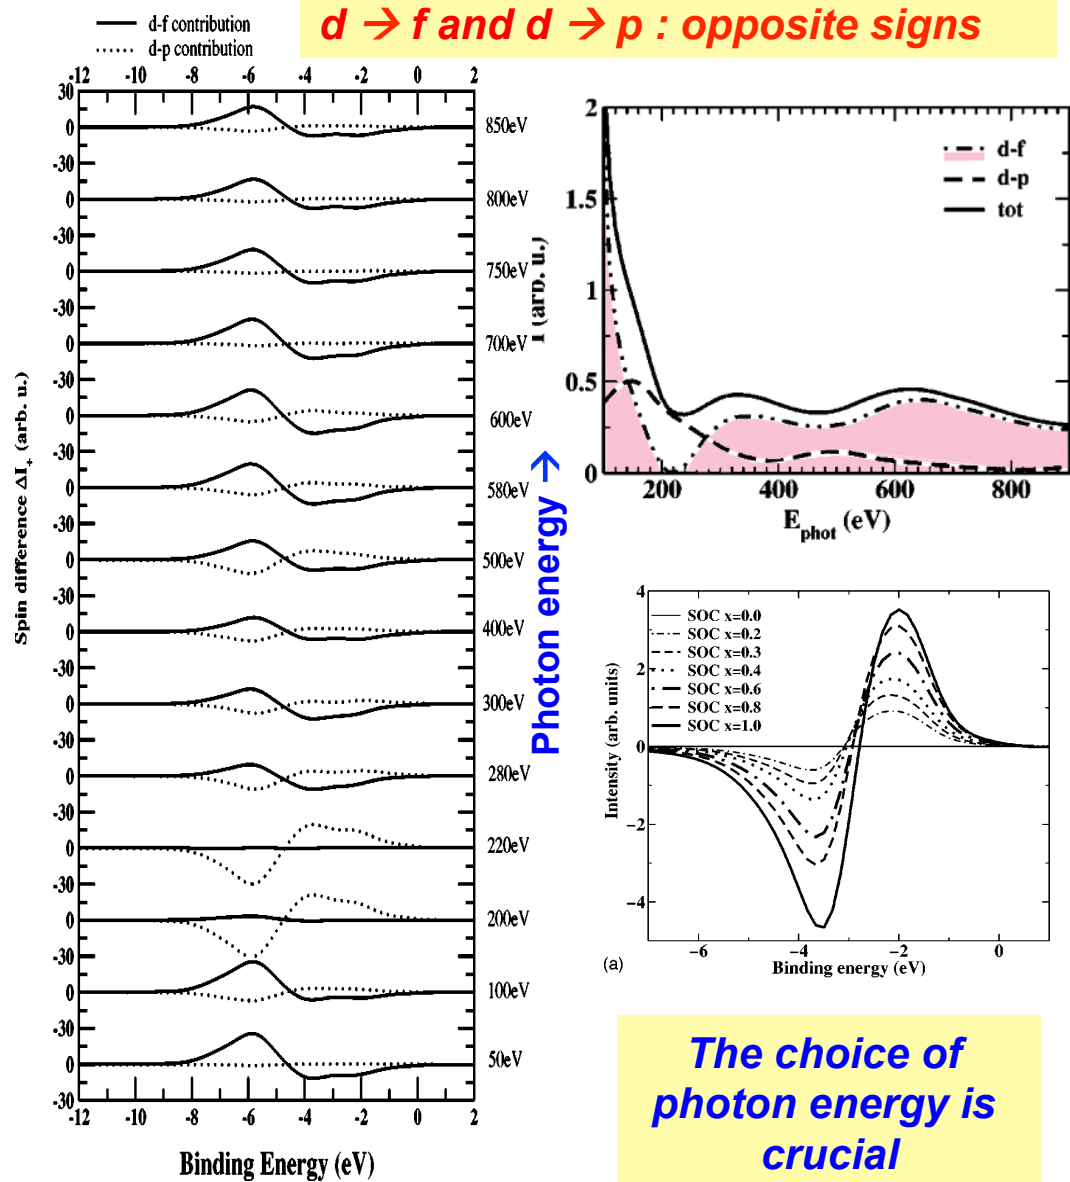 d → f and d → p : opposite signs
d-f contribution
d-p contribution
-12 -10 -8 -6 -4 -2 0 2
30
0 850eV
-30
0 800eV
-30
0 750eV
-30
0 700eV
-30
0 600eV
-30
0 580eV
-30
0 500eV
-30
0 400eV
-30
0 300eV
-30
0 280eV
-30
0 220eV
-30
0 200eV
-30
0 100eV
-30
0 50eV
-30
-12 -10 -8 -6 -4 -2 0 2
Binding Energy (eV)
Spin difference ΔI+ (arb. u.)
Photon energy →
2
1.5
1
0.5
0
I (arb. u.)
d-f
d-p
tot
200 400 600 800
E phot (eV)
4
2
0
−2
−4
Intensity (arb. units)
SOC x=0.0
SOC x=0.2
SOC x=0.3
SOC x=0.4
SOC x=0.6
SOC x=0.8
SOC x=1.0
−6 −4 −2 0
(a)
Binding energy (eV)
The choice of
photon energy is
crucial